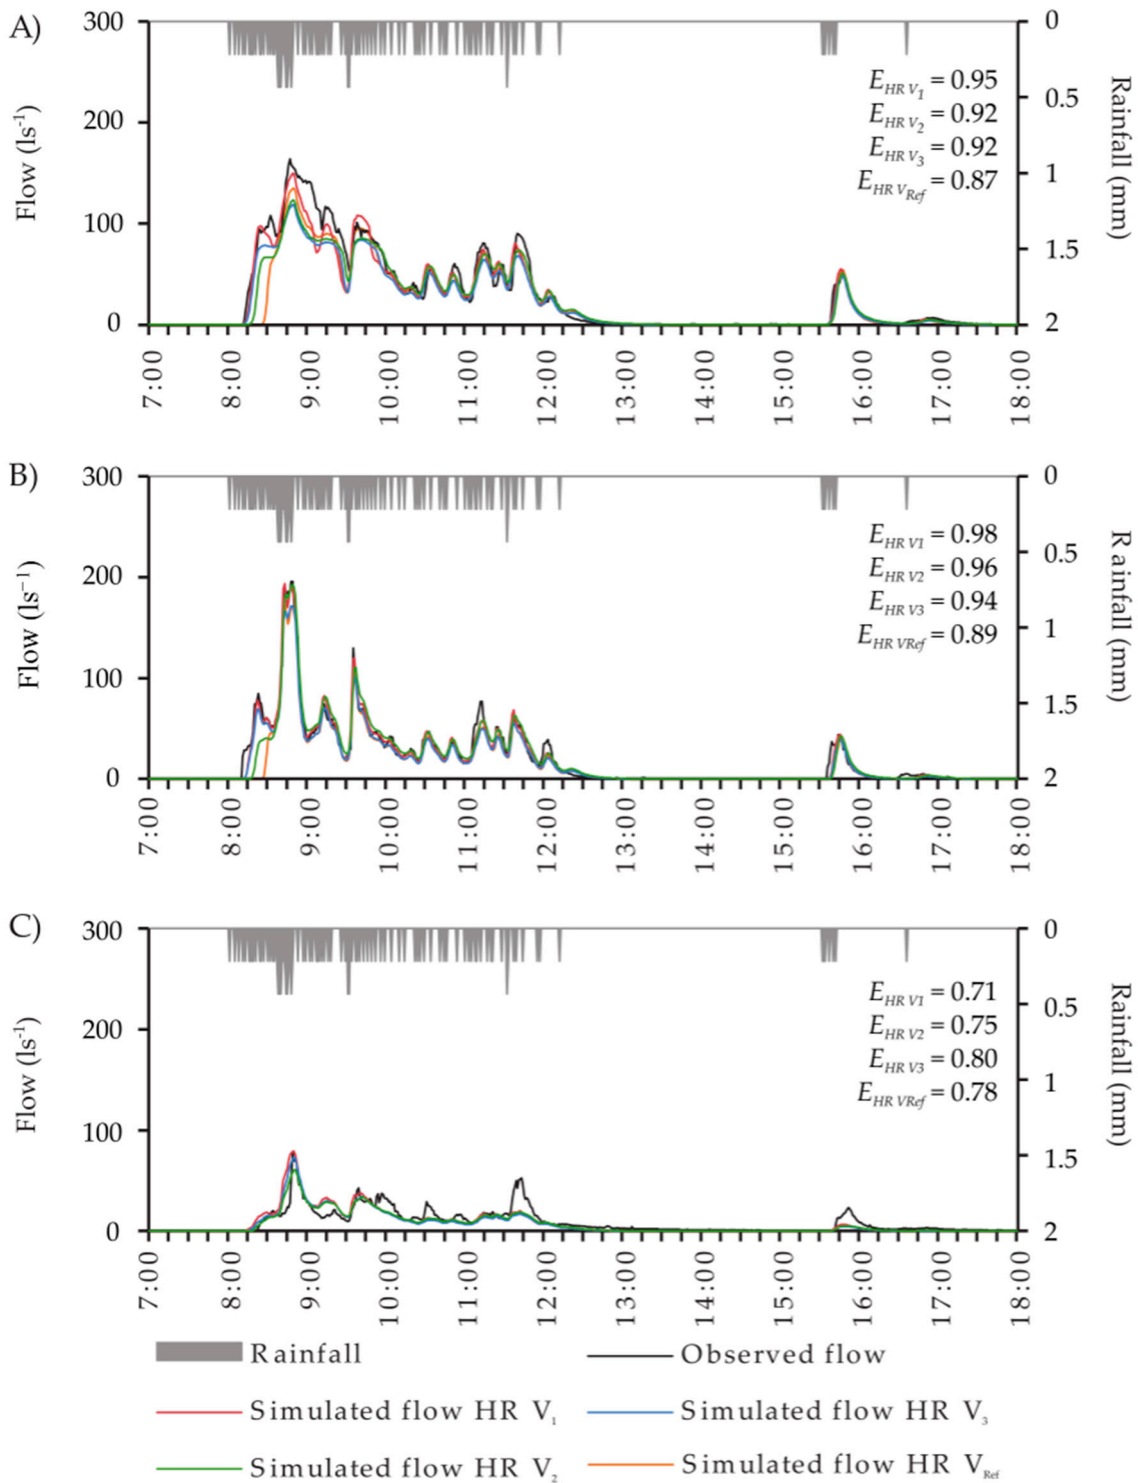 A)
300
200
100
0
Flow (ls⁻¹)
0
0.5
1
1.5
2
Rainfall (mm)
E_HR V₁ = 0.95
E_HR V₂ = 0.92
E_HR V₃ = 0.92
E_HR V_Ref = 0.87
7:00 8:00 9:00 10:00 11:00 12:00 13:00 14:00 15:00 16:00 17:00 18:00
B)
300
200
100
0
Flow (ls⁻¹)
0
0.5
1
1.5
2
Rainfall (mm)
E_HR V1 = 0.98
E_HR V2 = 0.96
E_HR V3 = 0.94
E_HR VRef = 0.89
7:00 8:00 9:00 10:00 11:00 12:00 13:00 14:00 15:00 16:00 17:00 18:00
C)
300
200
100
0
Flow (ls⁻¹)
0
0.5
1
1.5
2
Rainfall (mm)
E_HR V1 = 0.71
E_HR V2 = 0.75
E_HR V3 = 0.80
E_HR VRef = 0.78
7:00 8:00 9:00 10:00 11:00 12:00 13:00 14:00 15:00 16:00 17:00 18:00
Rainfall
Observed flow
Simulated flow HR V₁
Simulated flow HR V₃
Simulated flow HR V₂
Simulated flow HR V_Ref